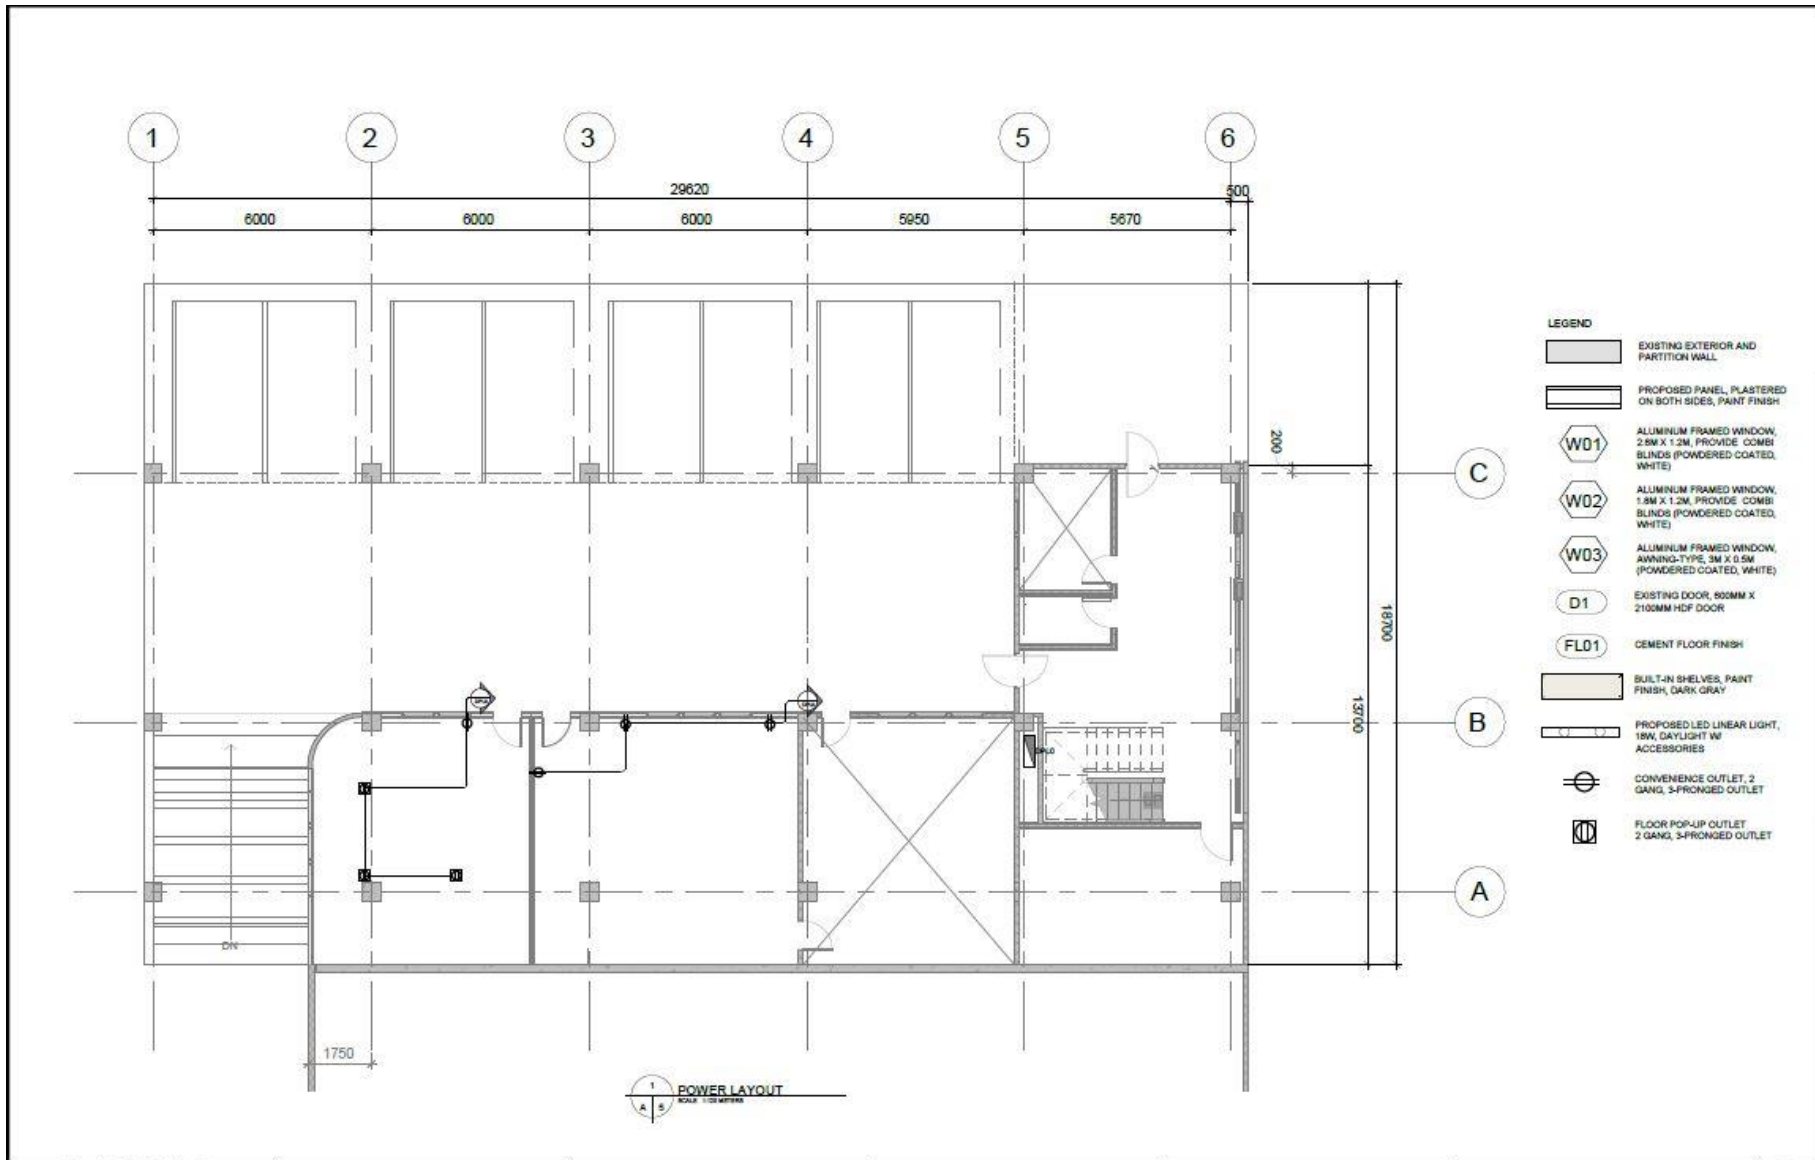 1 2 3 4 5 6
29620
500
6000 6000 6000 5950 5670
200
C
18700
13700
B
A
DN
1750
1
A 5
POWER LAYOUT
LEGEND
EXISTING EXTERIOR AND
PARTITION WALL
PROPOSED PANEL, PLASTERED
ON BOTH SIDES, PAINT FINISH
W01
ALUMINUM FRAMED WINDOW,
2.8M X 1.2M, PROVIDE COMBI
BLINDS (POWDERED COATED,
WHITE)
W02
ALUMINUM FRAMED WINDOW,
1.8M X 1.2M, PROVIDE COMBI
BLINDS (POWDERED COATED,
WHITE)
W03
ALUMINUM FRAMED WINDOW,
AWNING-TYPE, 3M X 0.5M
(POWDERED COATED, WHITE)
D1
EXISTING DOOR, 800MM X
2100MM HDF DOOR
FL01
CEMENT FLOOR FINISH
BUILT-IN SHELVES, PAINT
FINISH, DARK GRAY
PROPOSED LED LINEAR LIGHT,
18W, DAYLIGHT W/
ACCESSORIES
CONVENIENCE OUTLET, 2
GANG, 3-PRONGED OUTLET
FLOOR POP-UP OUTLET
2 GANG, 3-PRONGED OUTLET